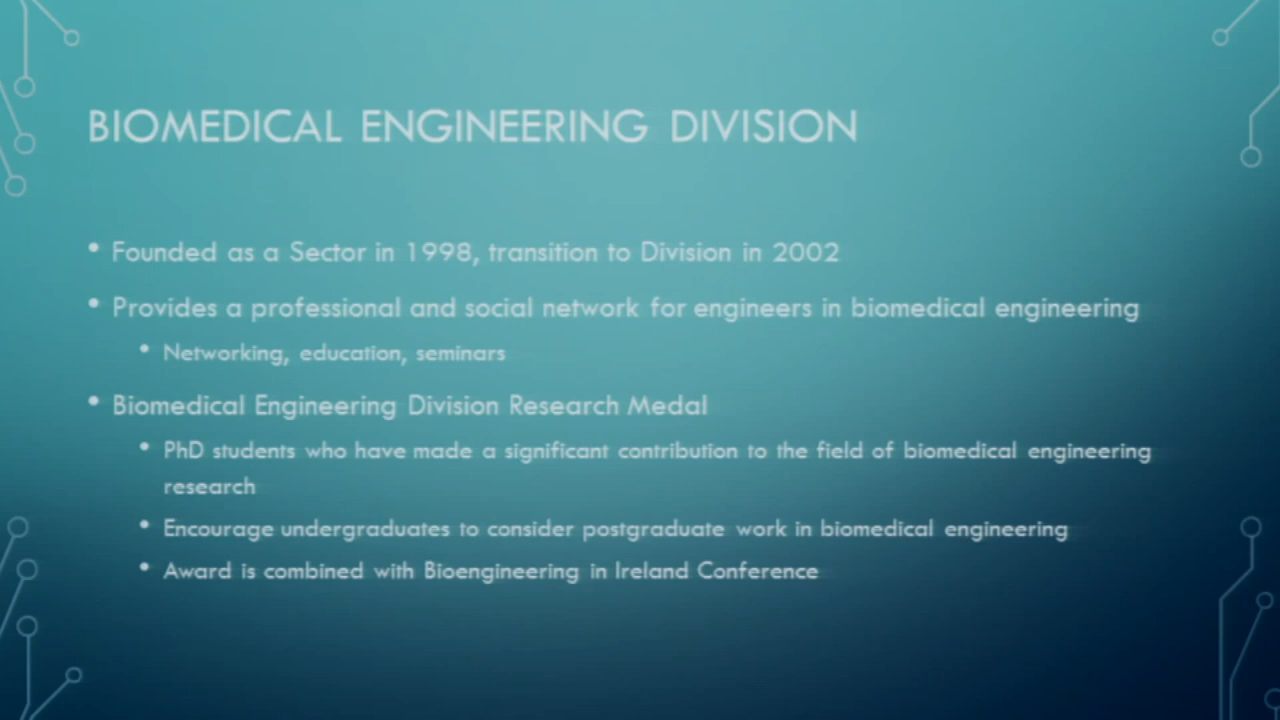 BIOMEDICAL ENGINEERING DIVISION
• Founded as a Sector in 1998, transition to Division in 2002
• Provides a professional and social network for engineers in biomedical engineering
• Networking, education, seminars
• Biomedical Engineering Division Research Medal
• PhD students who have made a significant contribution to the field of biomedical engineering
research
• Encourage undergraduates to consider postgraduate work in biomedical engineering
• Award is combined with Bioengineering in Ireland Conference